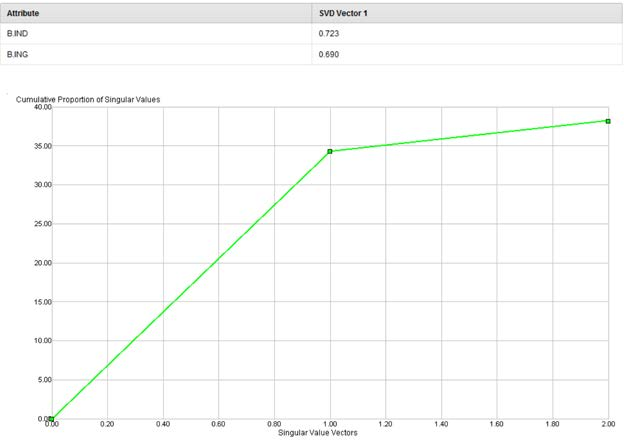 Attribute SVD Vector 1
B.IND 0.723
B.ING 0.690
Cumulative Proportion of Singular Values
40.00
35.00
30.00
25.00
20.00
15.00
10.00
5.00
0.00
0.00 0.20 0.40 0.60 0.80 1.00 1.20 1.40 1.60 1.80 2.00
Singular Value Vectors